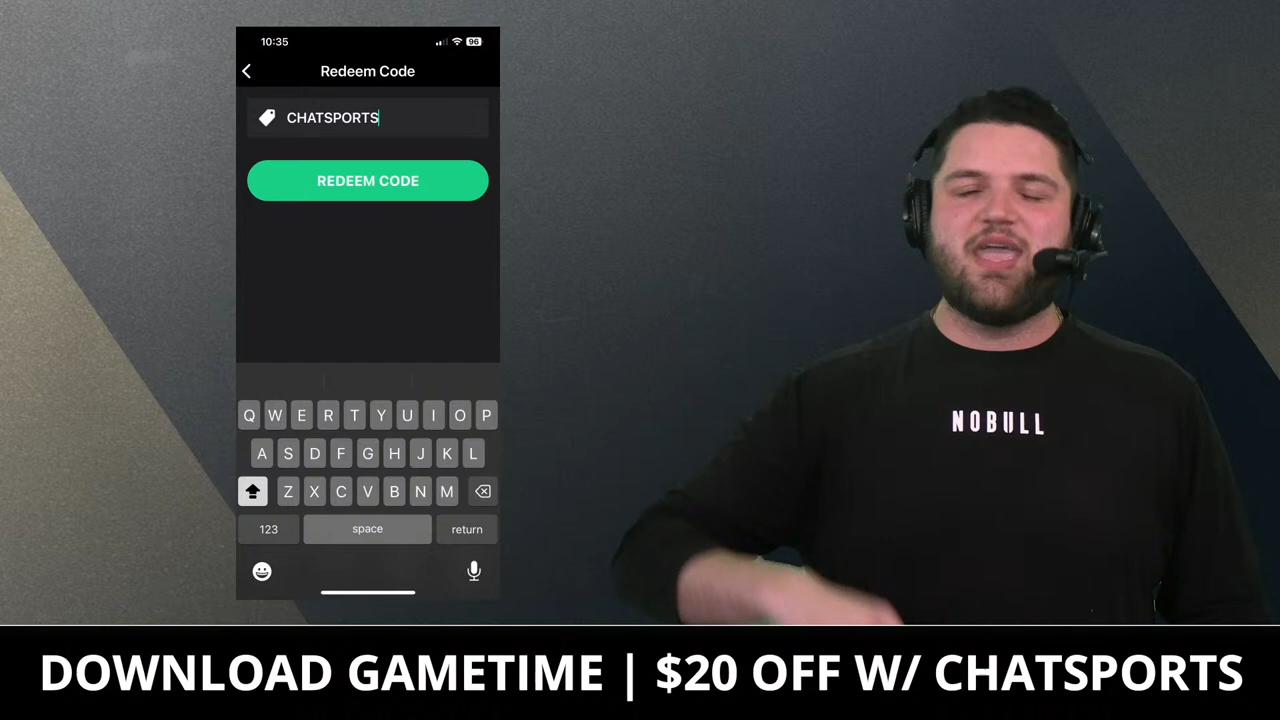 10:35
96
Redeem Code
CHATSPORTS
REDEEM CODE
Q W E R T Y U I O P
A S D F G H J K L
Z X C V B N M
123 space return
NOBULL
DOWNLOAD GAMETIME | $20 OFF W/ CHATSPORTS